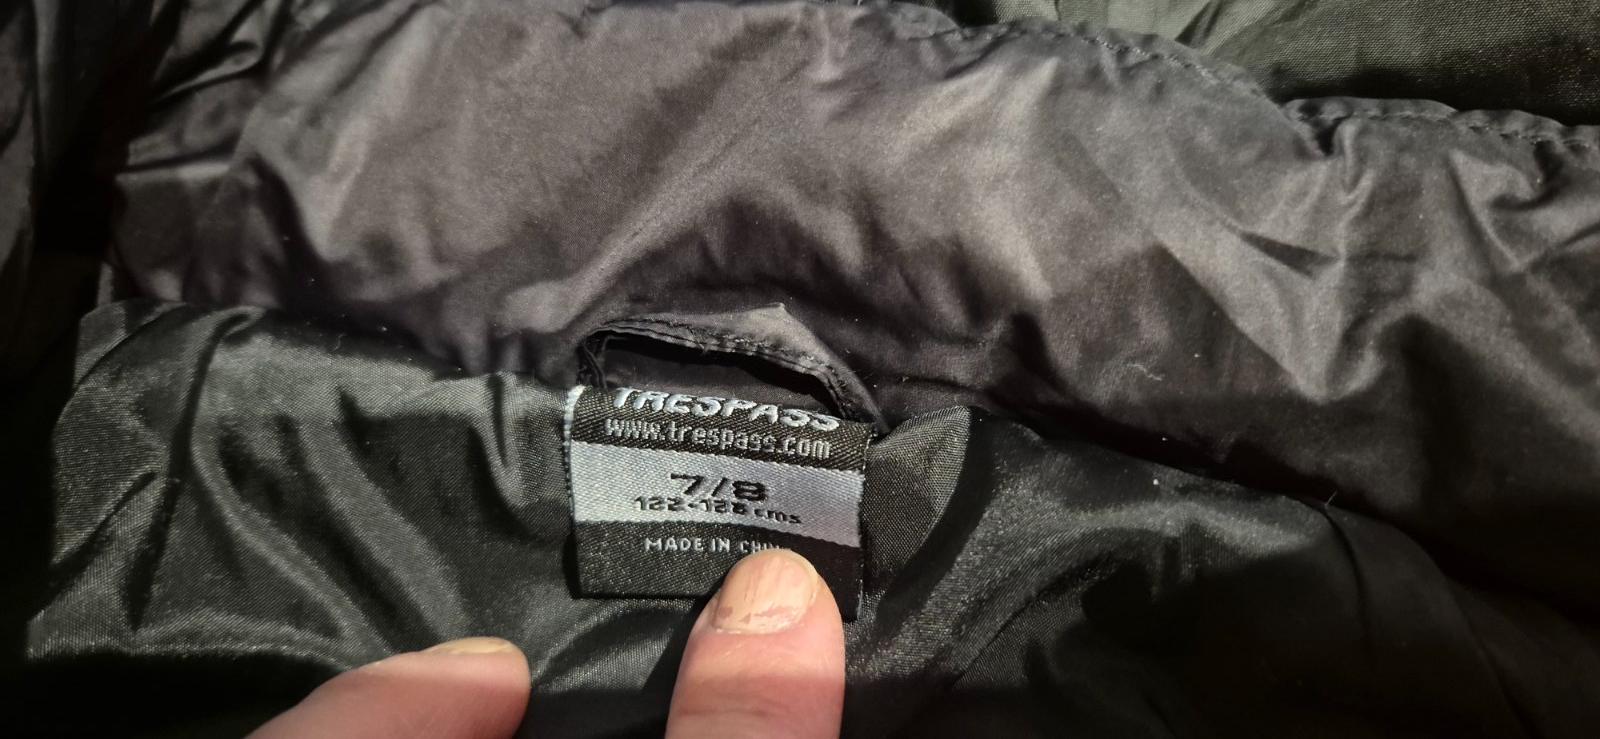 TRESPASS
www.trespass.com
7/8
122-128 cms
MADE IN